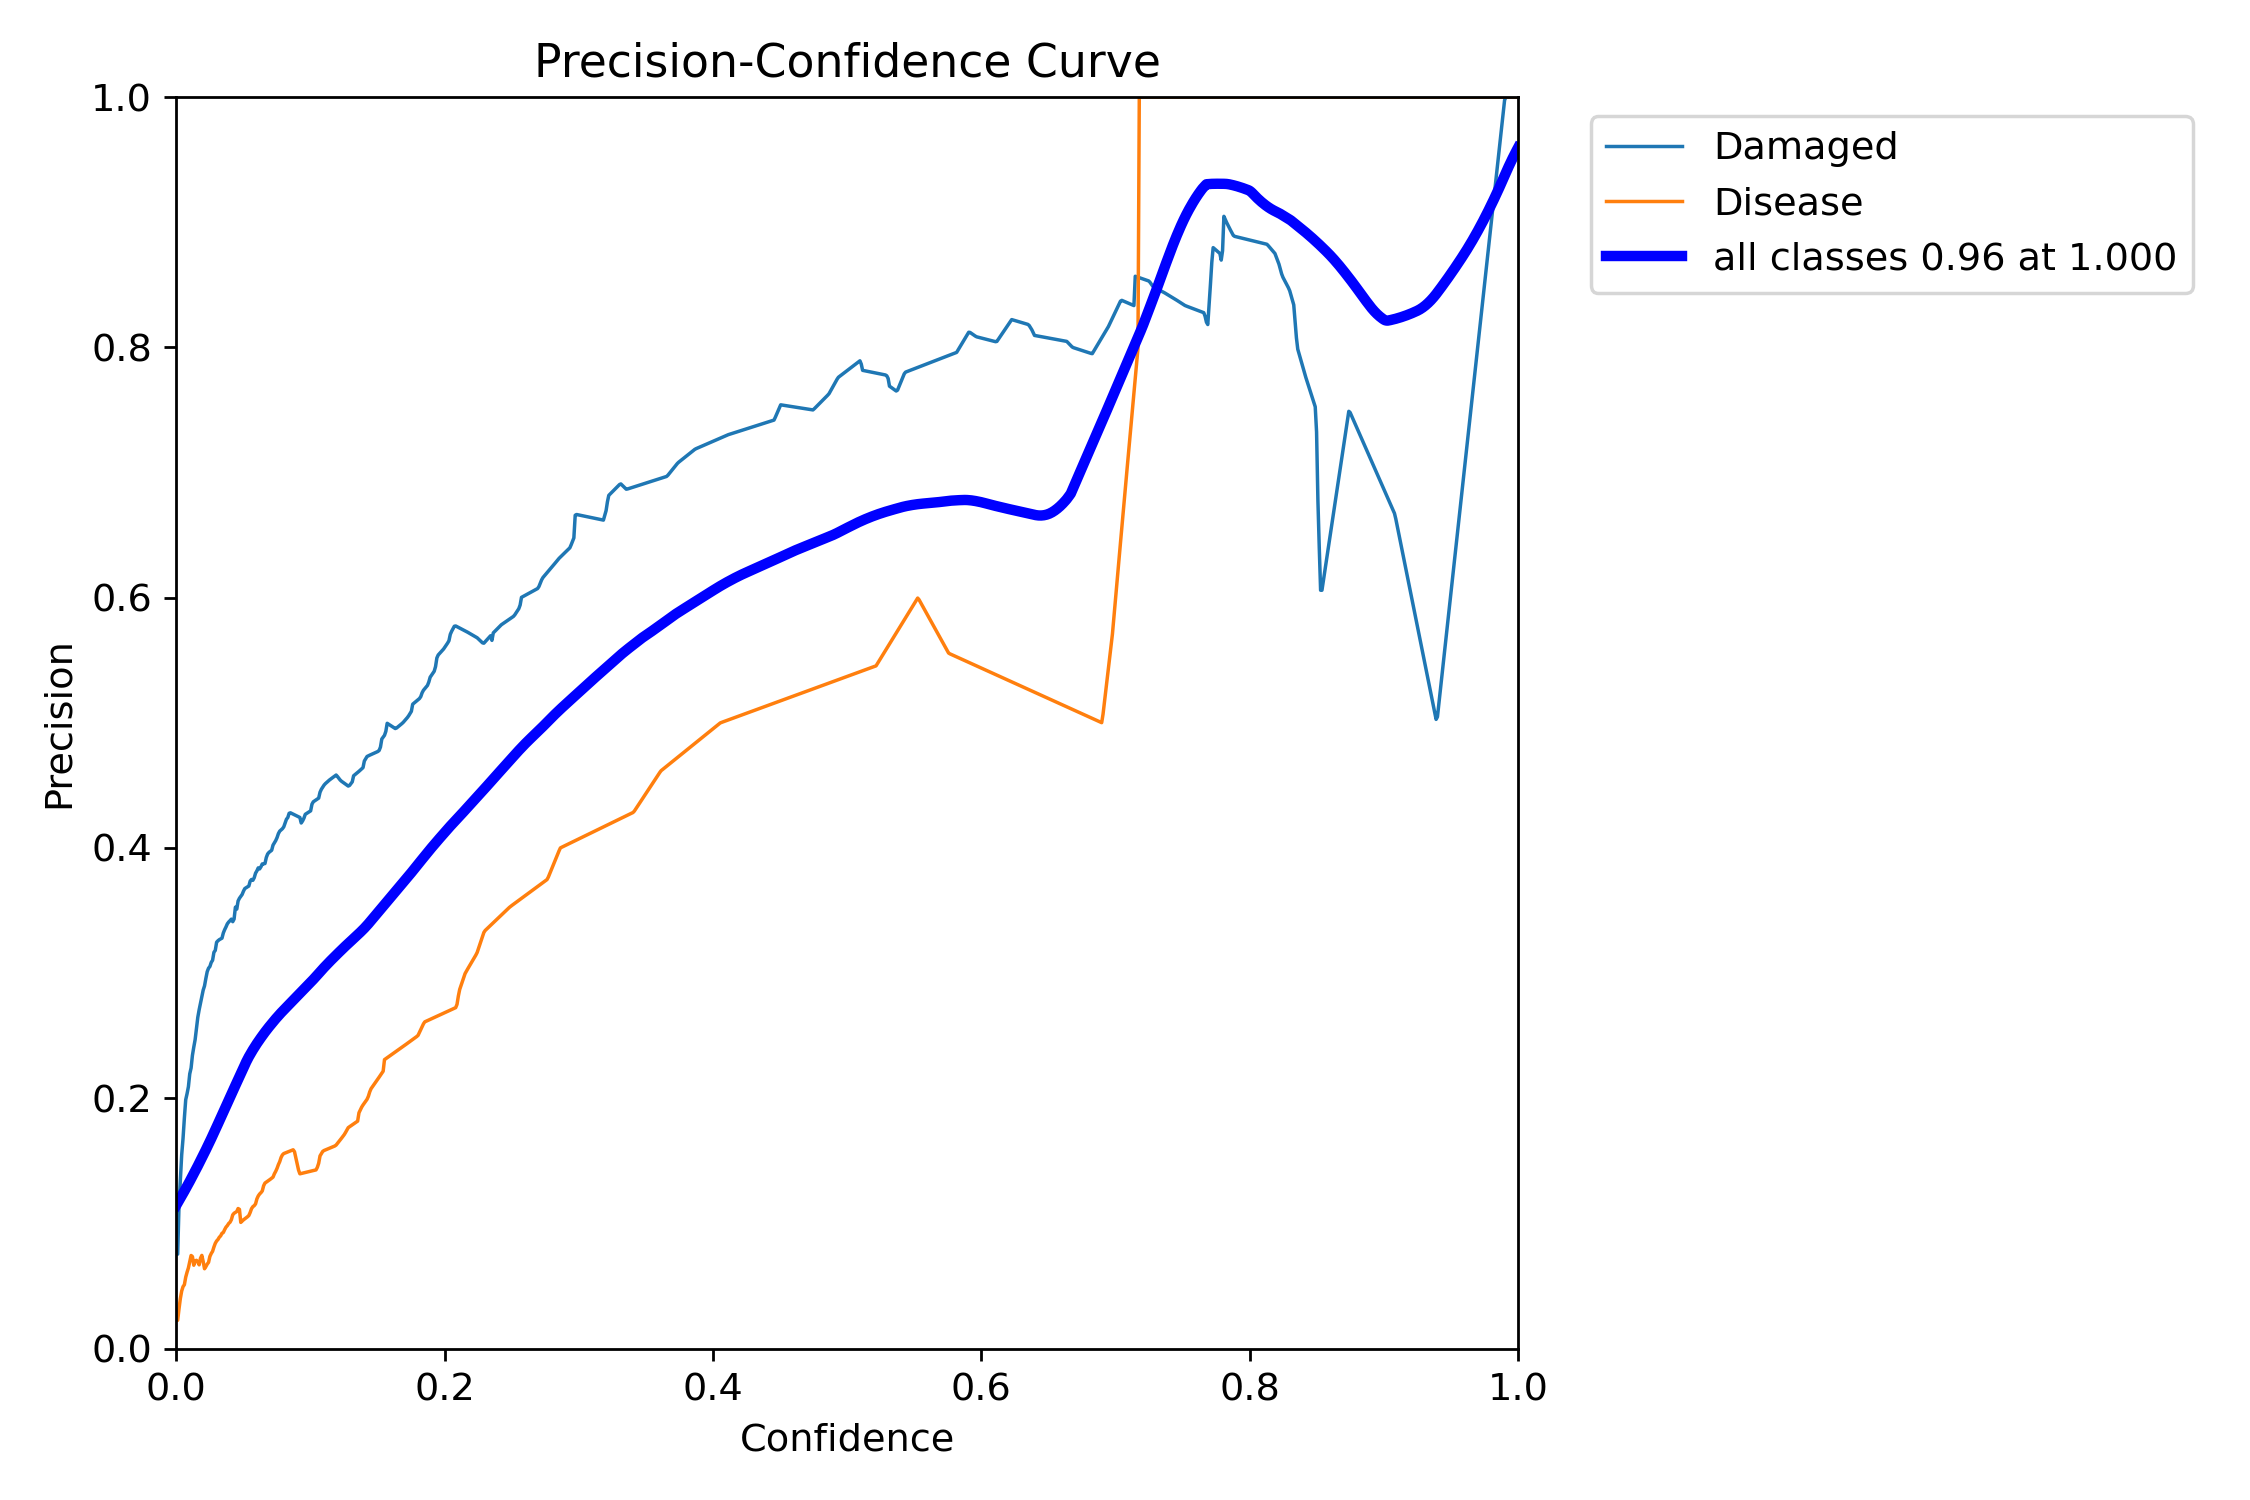 Precision-Confidence Curve
1.0
0.8
0.6
0.4
0.2
0.0
Precision
0.0 0.2 0.4 0.6 0.8 1.0
Confidence
Damaged
Disease
all classes 0.96 at 1.000